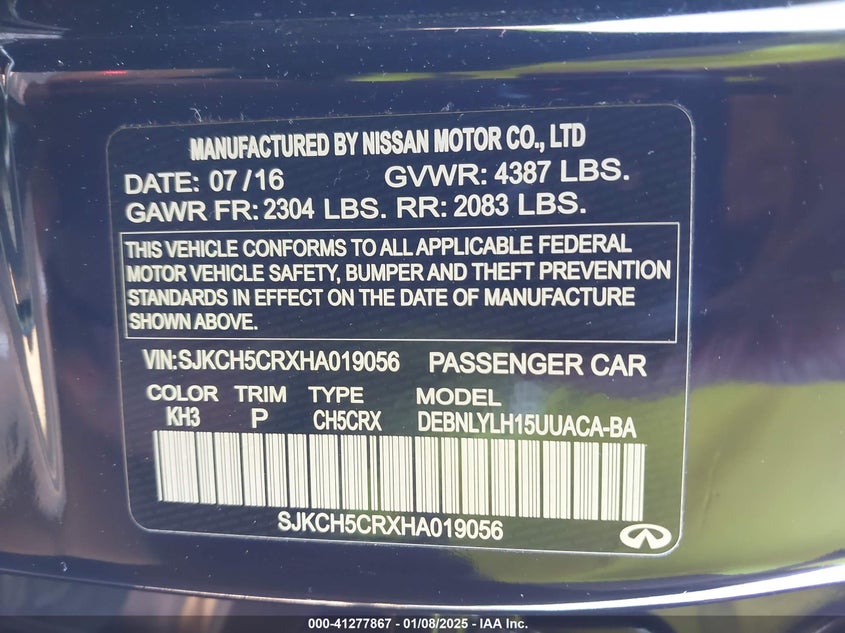 MANUFACTURED BY NISSAN MOTOR CO., LTD
DATE: 07/16 GVWR: 4387 LBS.
GAWR FR: 2304 LBS. RR: 2083 LBS.
THIS VEHICLE CONFORMS TO ALL APPLICABLE FEDERAL
MOTOR VEHICLE SAFETY, BUMPER AND THEFT PREVENTION
STANDARDS IN EFFECT ON THE DATE OF MANUFACTURE
SHOWN ABOVE.
VIN:SJKCH5CRXHA019056 PASSENGER CAR
COLOR TRIM TYPE MODEL
KH3 P CH5CRX DEBNLYLH15UUACA-BA
SJKCH5CRXHA019056
000-41277867 - 01/08/2025 - IAA Inc.